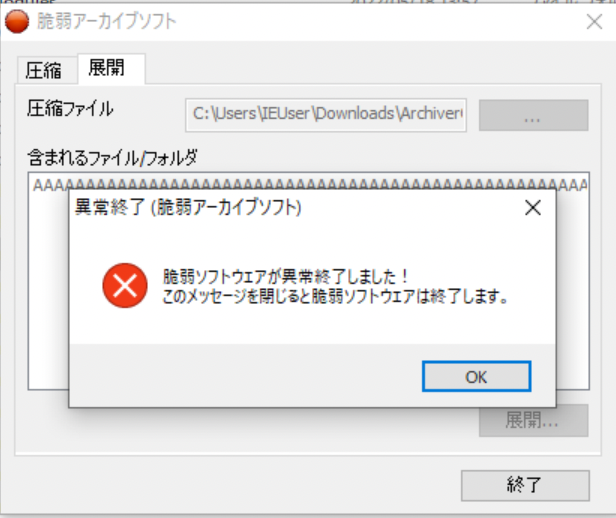 脆弱アーカイブソフト
圧縮
展開
圧縮ファイル
C:\Users\IEUser\Downloads\Archiver
...
含まれるファイル/フォルダ
異常終了 (脆弱アーカイブソフト)
脆弱ソフトウエアが異常終了しました!
このメッセージを閉じると脆弱ソフトウエアは終了します。
OK
展開...
終了